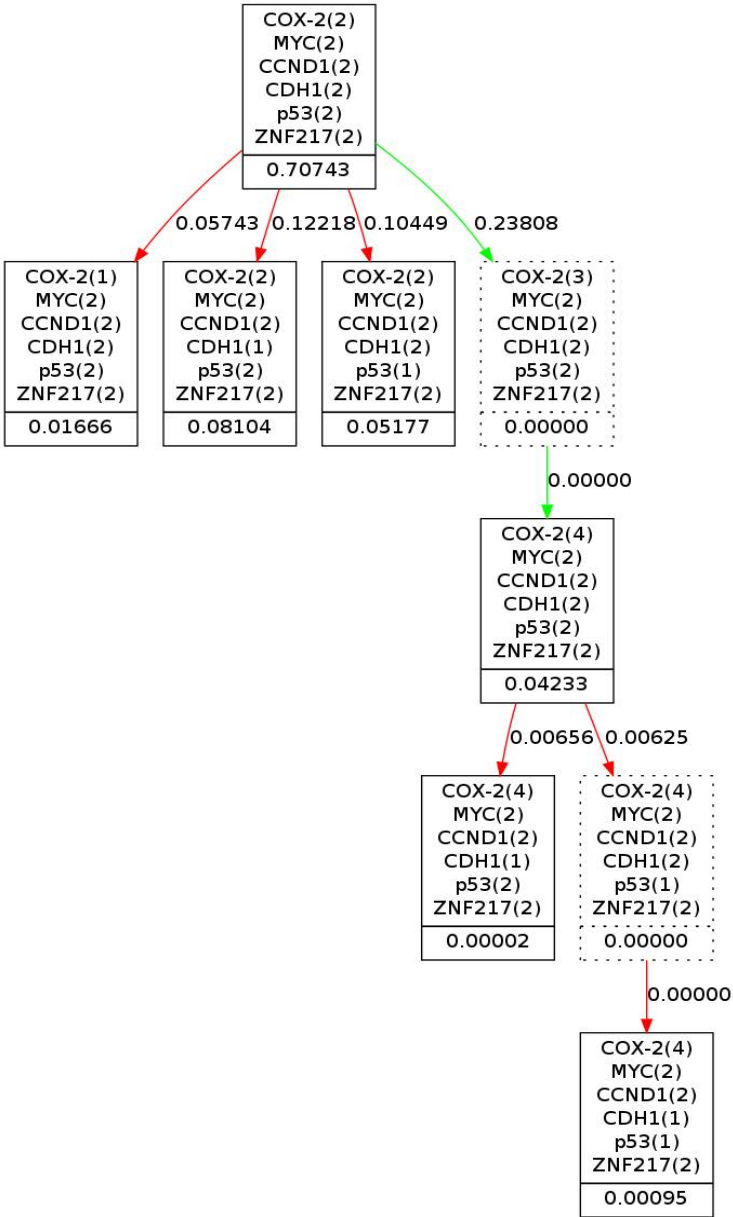 COX-2(2)
MYC(2)
CCND1(2)
CDH1(2)
p53(2)
ZNF217(2)
0.70743
0.05743
0.12218
0.10449
0.23808
COX-2(1)
MYC(2)
CCND1(2)
CDH1(2)
p53(2)
ZNF217(2)
0.01666
COX-2(2)
MYC(2)
CCND1(2)
CDH1(1)
p53(2)
ZNF217(2)
0.08104
COX-2(2)
MYC(2)
CCND1(2)
CDH1(2)
p53(1)
ZNF217(2)
0.05177
COX-2(3)
MYC(2)
CCND1(2)
CDH1(2)
p53(2)
ZNF217(2)
0.00000
0.00000
COX-2(4)
MYC(2)
CCND1(2)
CDH1(2)
p53(2)
ZNF217(2)
0.04233
0.00656
0.00625
COX-2(4)
MYC(2)
CCND1(2)
CDH1(1)
p53(2)
ZNF217(2)
0.00002
COX-2(4)
MYC(2)
CCND1(2)
CDH1(2)
p53(1)
ZNF217(2)
0.00000
0.00000
COX-2(4)
MYC(2)
CCND1(2)
CDH1(1)
p53(1)
ZNF217(2)
0.00095